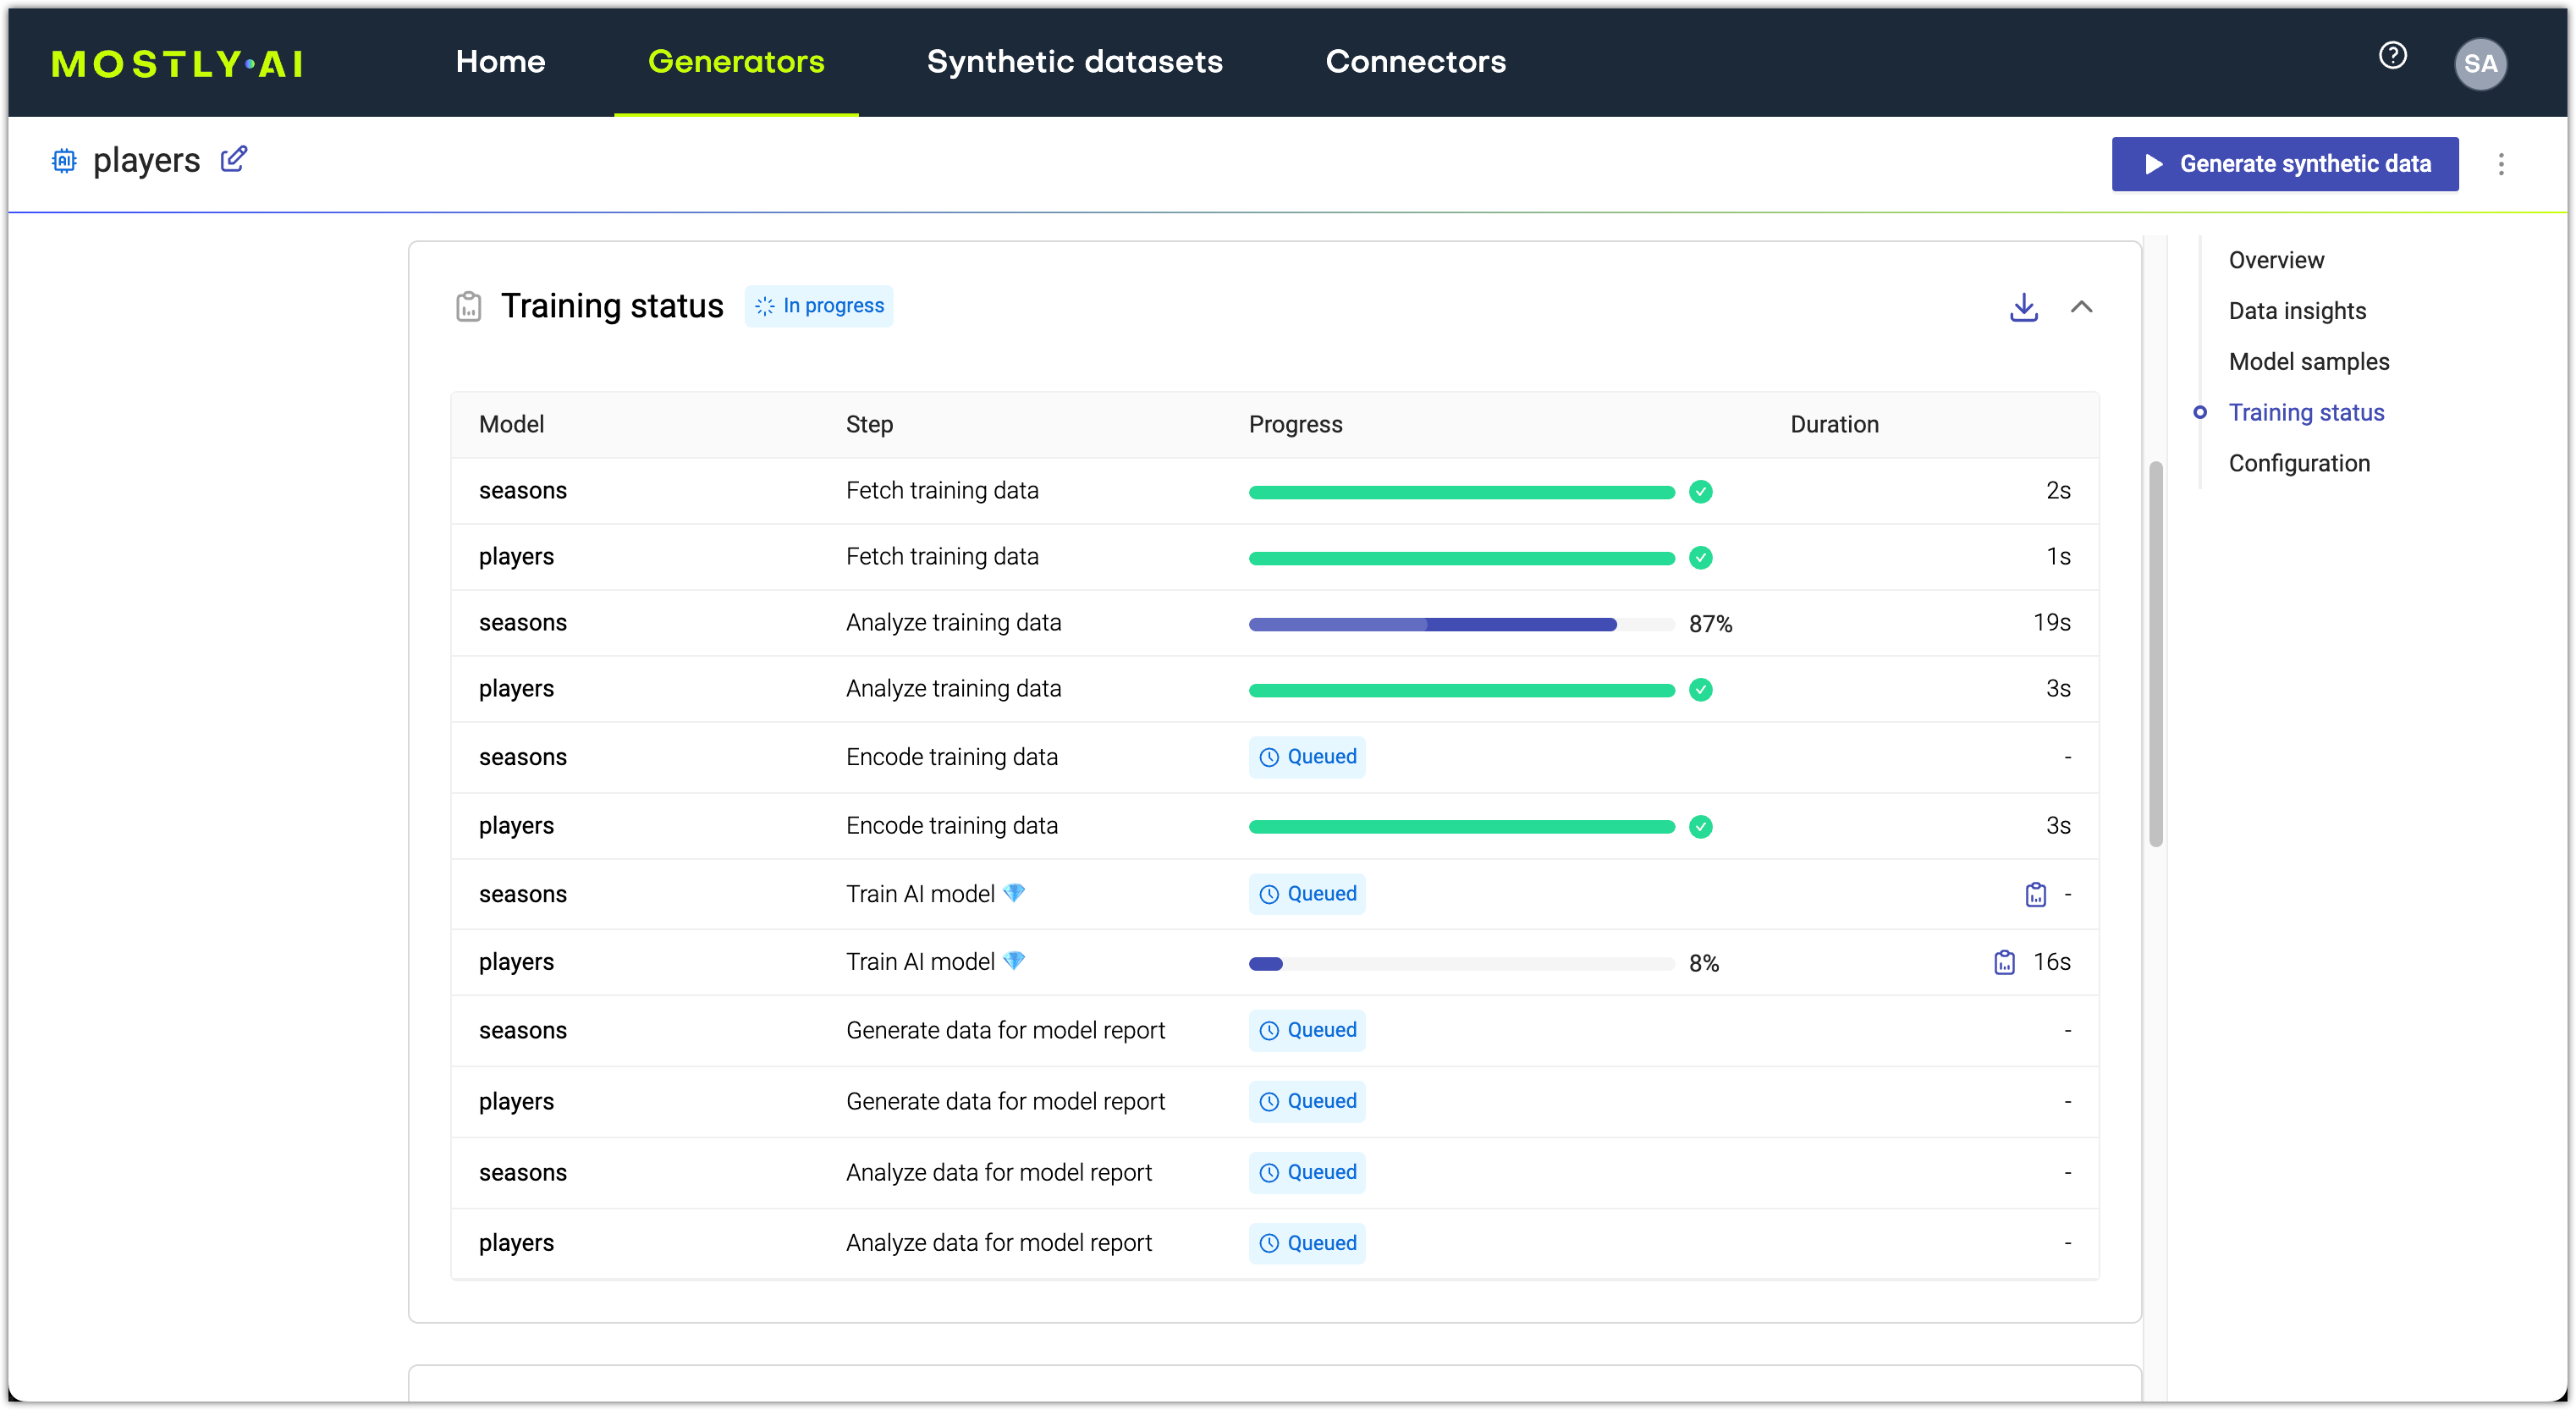 MOSTLY·AI Home Generators Synthetic datasets Connectors SA
players Generate synthetic data
Training status In progress
Overview
Data insights
Model samples
Training status
Configuration
Model Step Progress Duration
seasons Fetch training data 2s
players Fetch training data 1s
seasons Analyze training data 87% 19s
players Analyze training data 3s
seasons Encode training data Queued -
players Encode training data 3s
seasons Train AI model 💎 Queued -
players Train AI model 💎 8% 16s
seasons Generate data for model report Queued -
players Generate data for model report Queued -
seasons Analyze data for model report Queued -
players Analyze data for model report Queued -